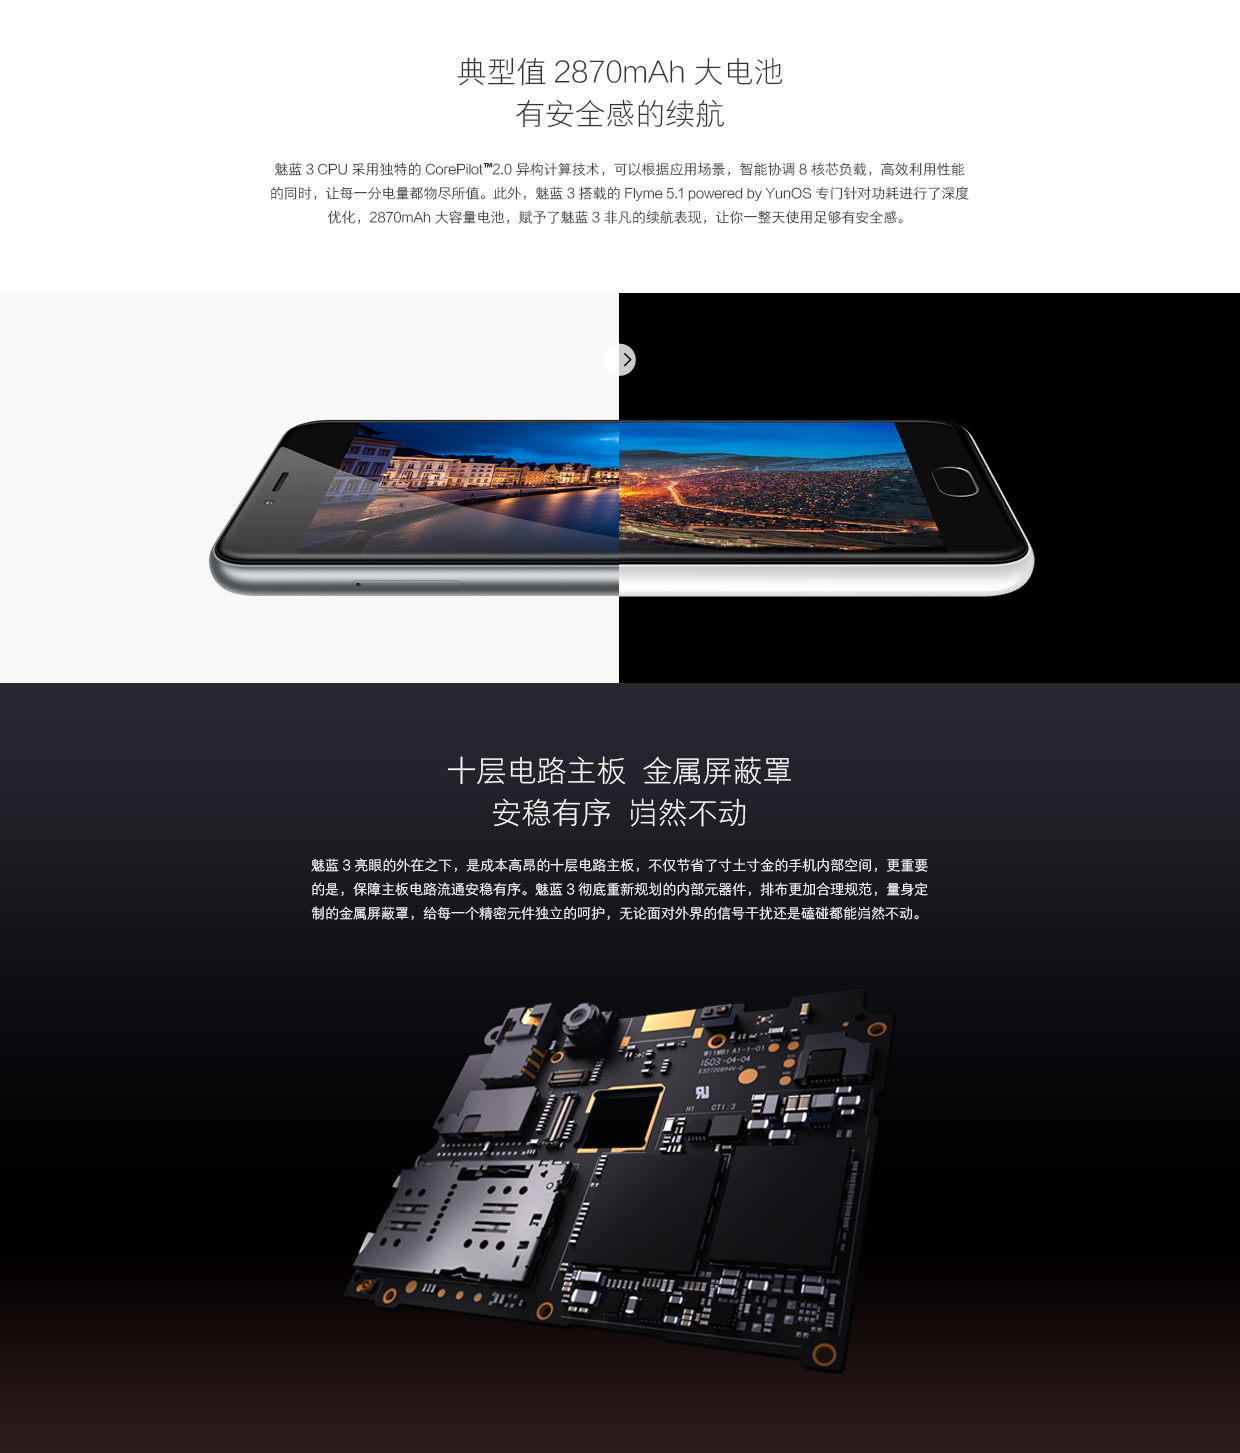 典型值 2870mAh 大电池
有安全感的续航
魅蓝 3 CPU 采用独特的 CorePilot™2.0 异构计算技术，可以根据应用场景，智能协调 8 核芯负载，高效利用性能
的同时，让每一分电量都物尽所值。此外，魅蓝 3 搭载的 Flyme 5.1 powered by YunOS 专门针对功耗进行了深度
优化，2870mAh 大容量电池，赋予了魅蓝 3 非凡的续航表现，让你一整天使用足够有安全感。
十层电路主板 金属屏蔽罩
安稳有序 岿然不动
魅蓝 3 亮眼的外在之下，是成本高昂的十层电路主板，不仅节省了寸土寸金的手机内部空间，更重要
的是，保障主板电路流通安稳有序。魅蓝 3 彻底重新规划的内部元器件，排布更加合理规范，量身定
制的金属屏蔽罩，给每一个精密元件独立的呵护，无论面对外界的信号干扰还是磕碰都能岿然不动。
W11MB1 A1-1-01
1603-04-04
E32720894V-0
H1 CTI:3